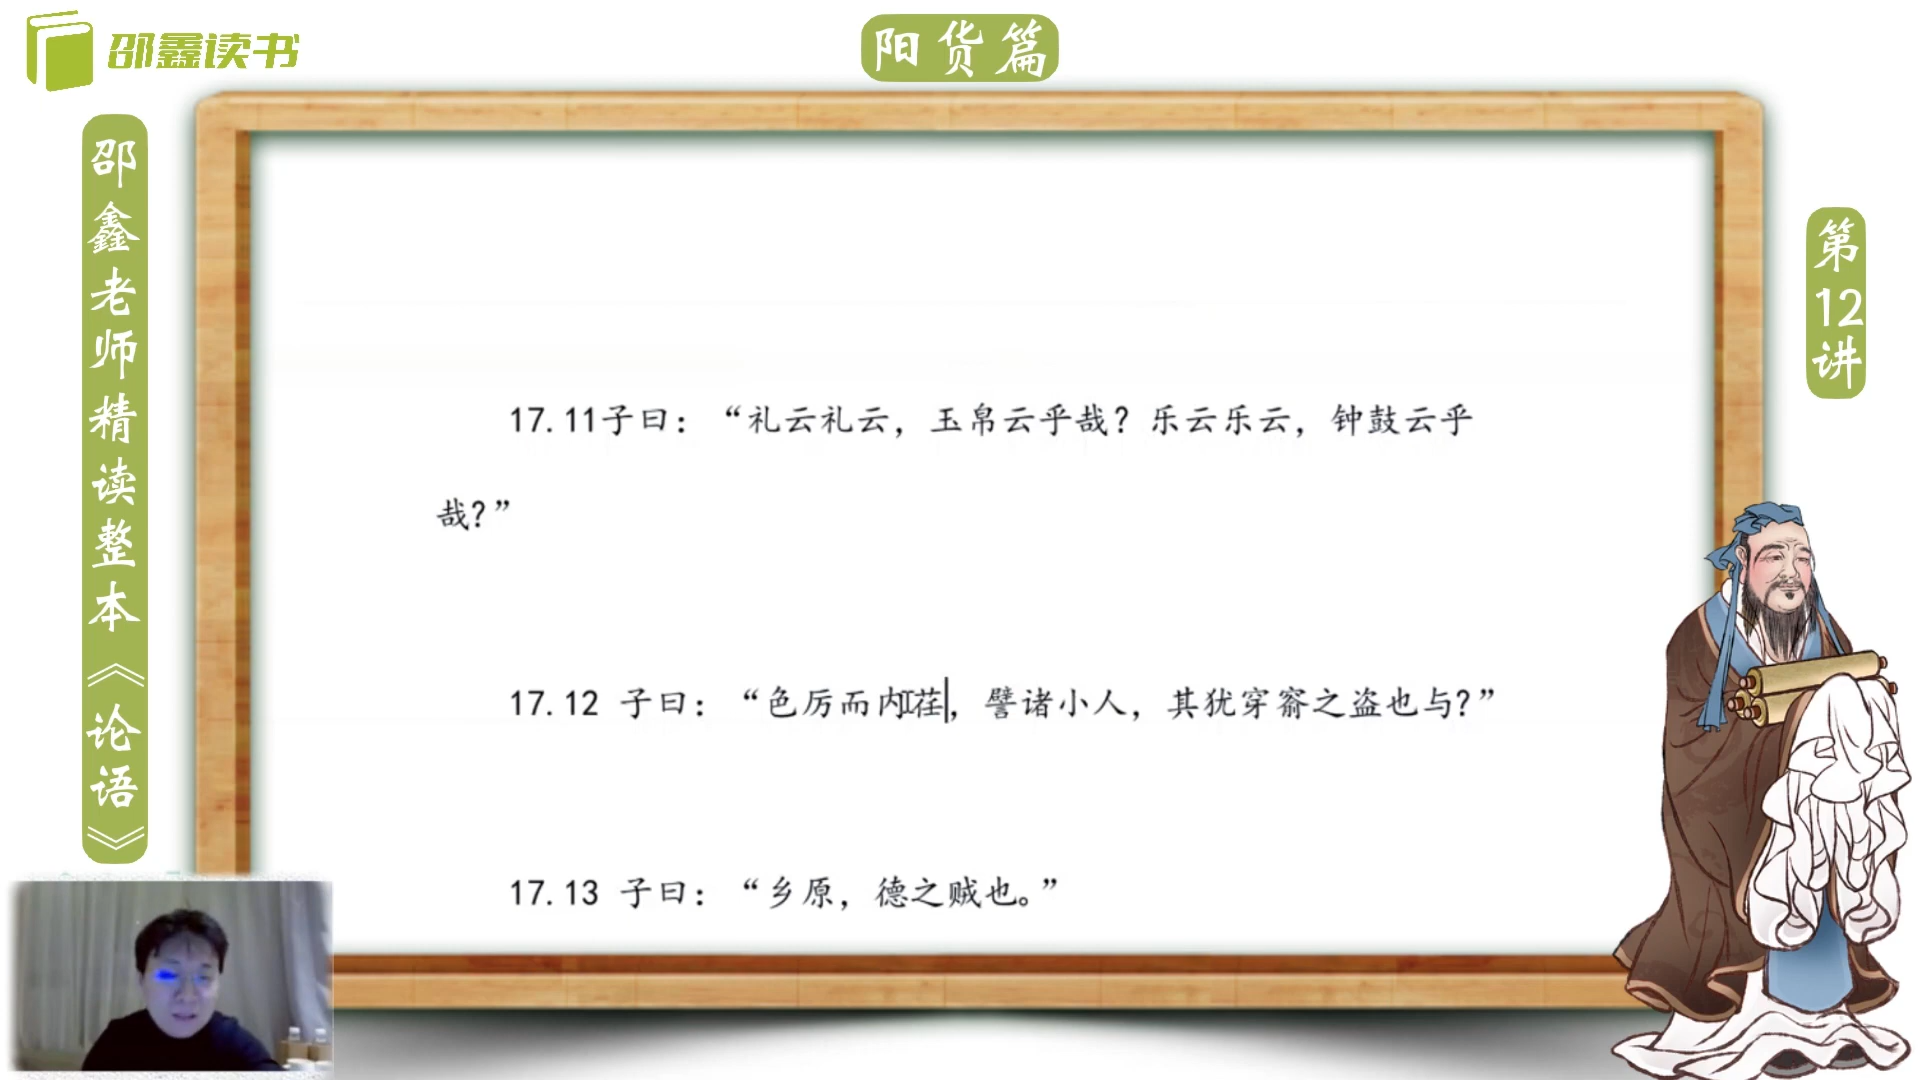 邵鑫读书
阳货篇
邵鑫老师精读整本《论语》
第12讲
17.11子曰：“礼云礼云，玉帛云乎哉？乐云乐云，钟鼓云乎
哉？”
17.12 子曰：“色厉而内荏，譬诸小人，其犹穿窬之盗也与？”
17.13 子曰：“乡原，德之贼也。”